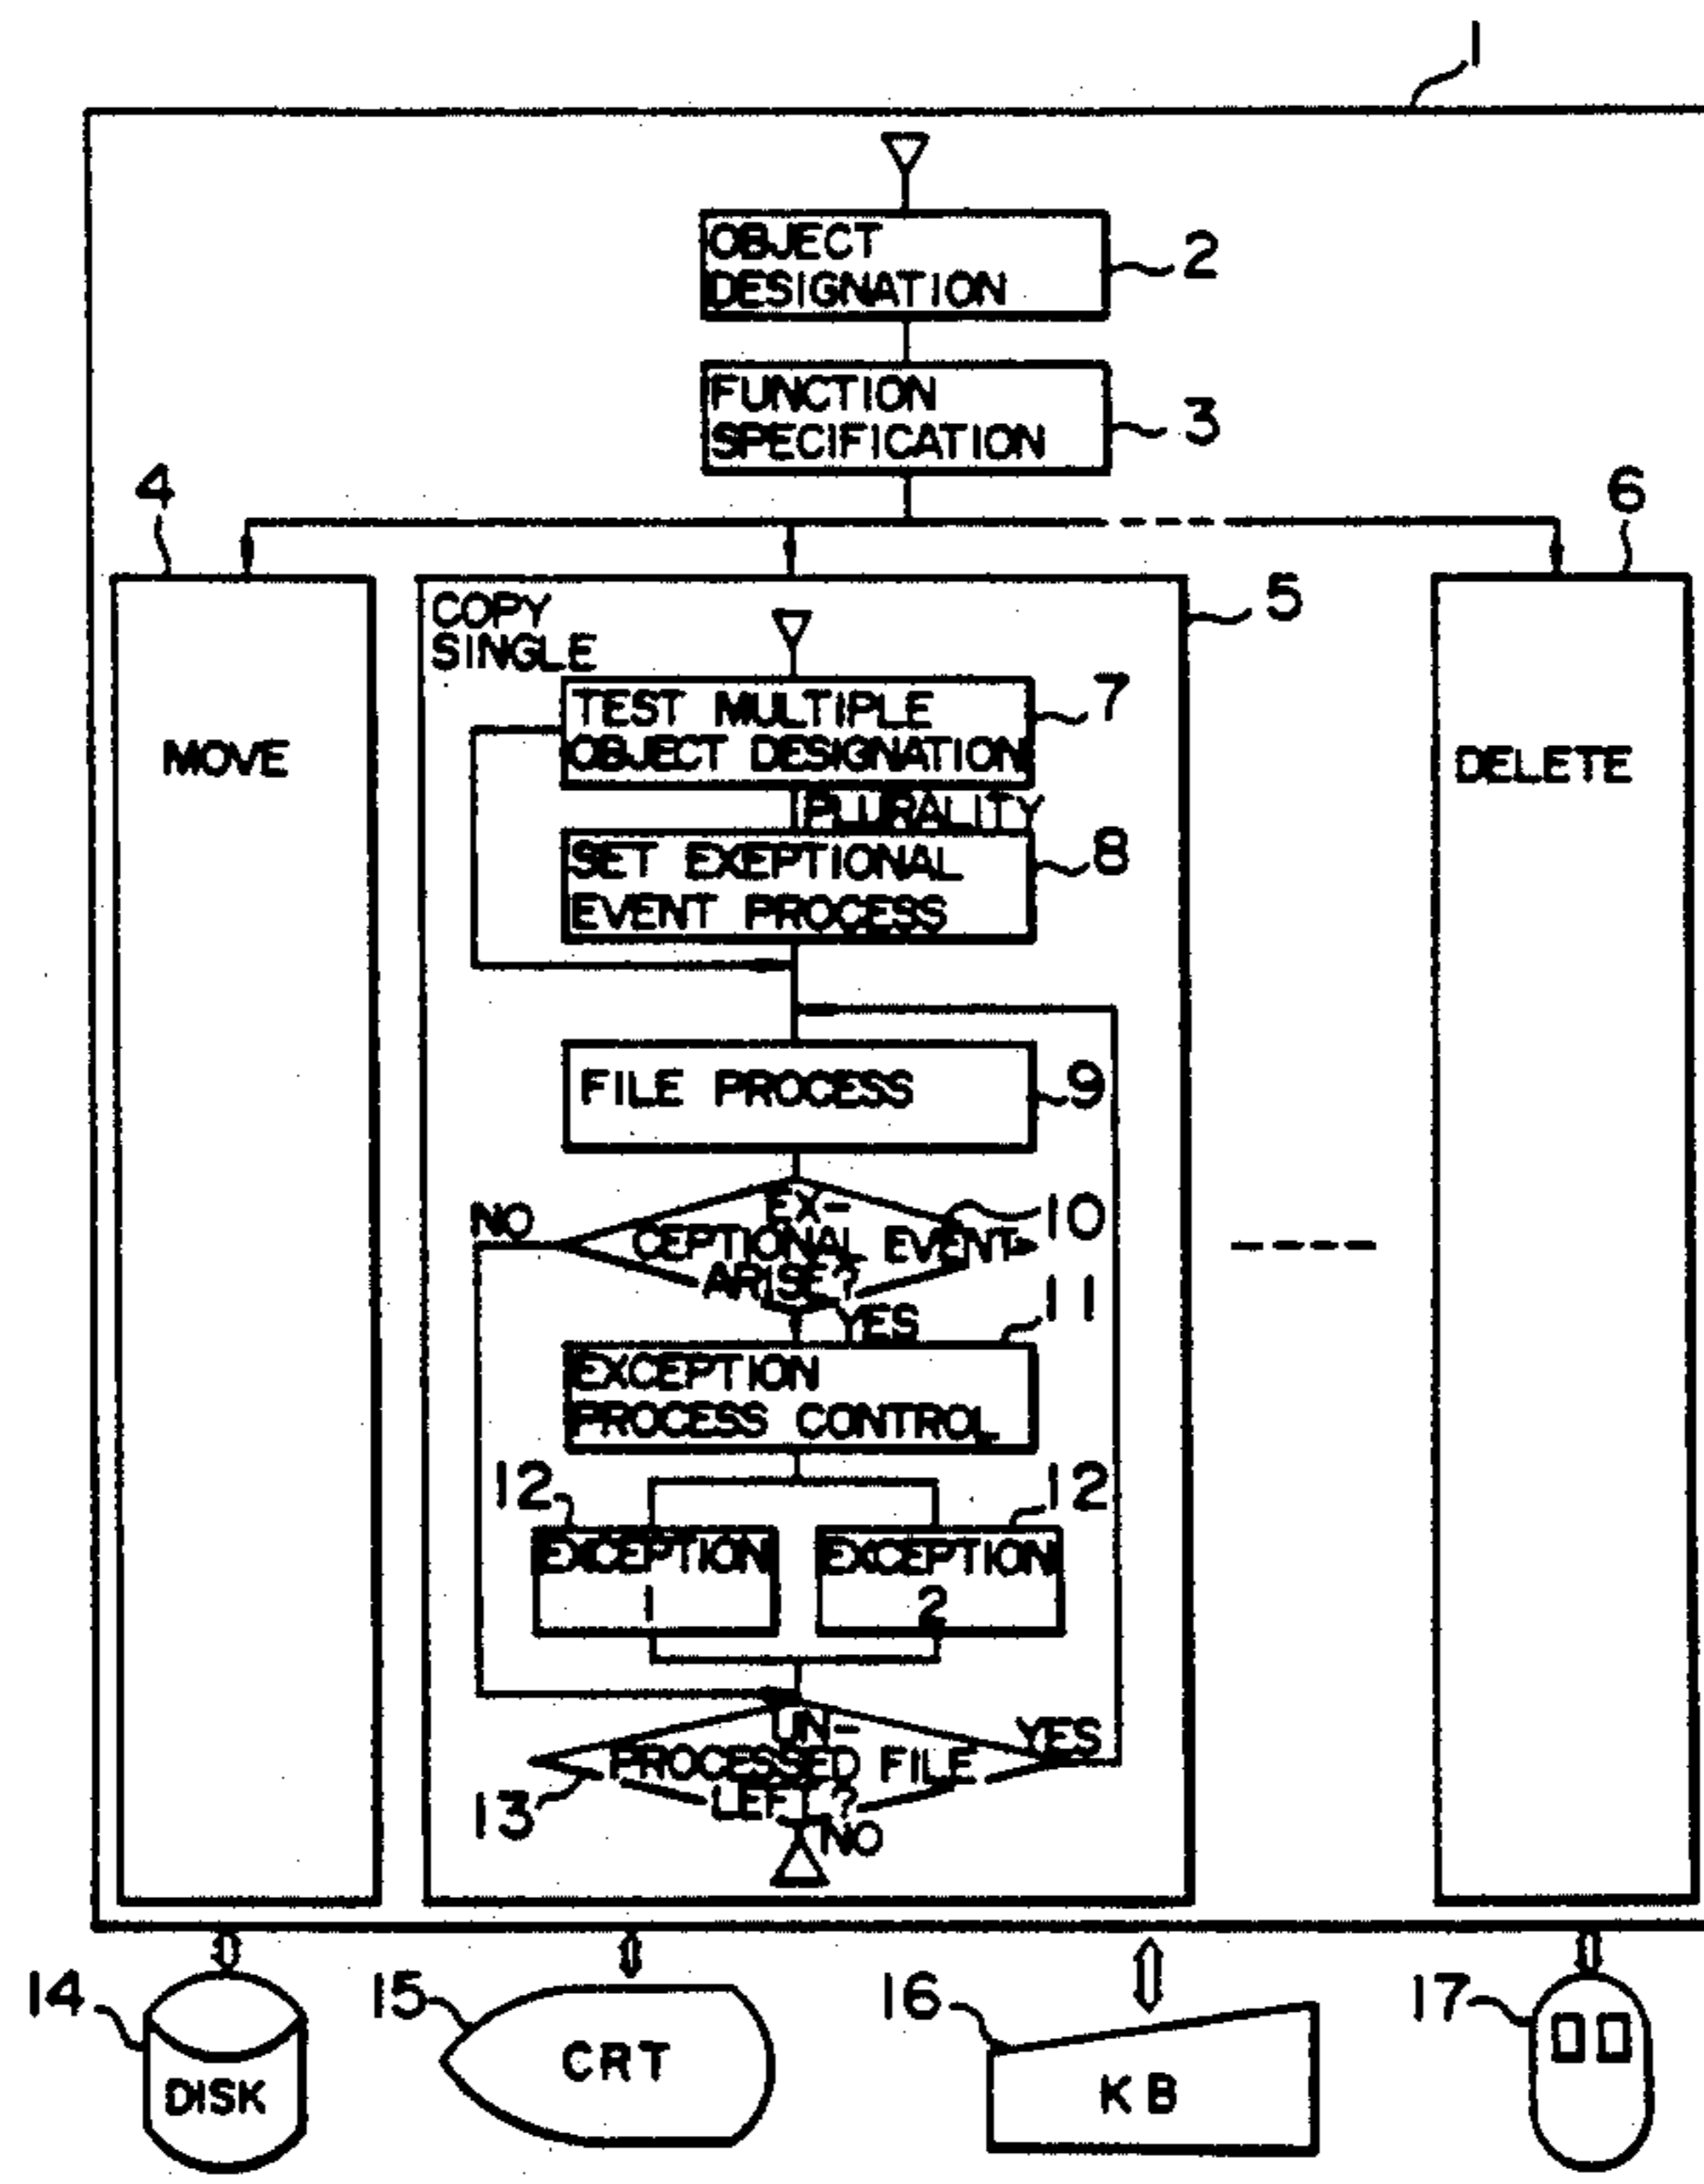 1
OBJECT
DESIGNATION
2
FUNCTION
SPECIFICATION
3
4
6
COPY
SINGLE
5
MOVE
DELETE
TEST MULTIPLE
OBJECT DESIGNATION
7
PLURALITY
SET EXEPTIONAL
EVENT PROCESS
8
FILE PROCESS
9
NO
EX-
CEPTIONAL EVENT
ARISE?
10
YES
11
EXCEPTION
PROCESS CONTROL
12
12
EXCEPTION
1
EXCEPTION
2
UN-
PROCESSED FILE
LEFT?
YES
13
NO
14
DISK
15
CRT
16
KB
17